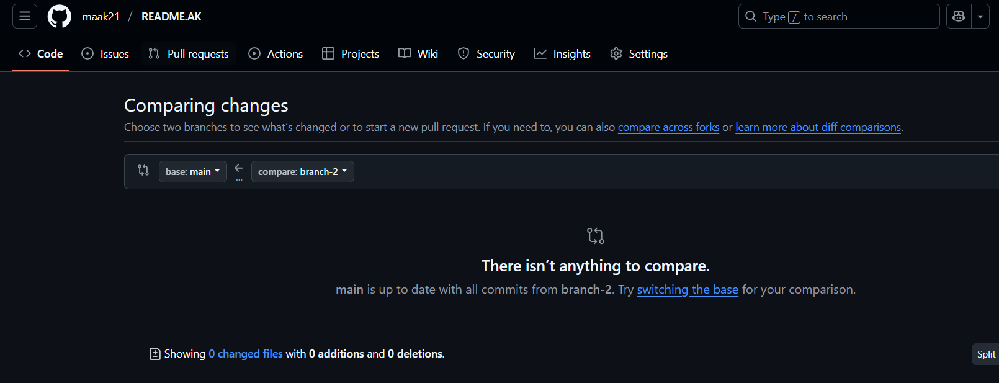 maak21 / README.AK
Type / to search
Code Issues Pull requests Actions Projects Wiki Security Insights Settings
Comparing changes
Choose two branches to see what's changed or to start a new pull request. If you need to, you can also compare across forks or learn more about diff comparisons.
base: main ← ... compare: branch-2
There isn't anything to compare.
main is up to date with all commits from branch-2. Try switching the base for your comparison.
Showing 0 changed files with 0 additions and 0 deletions.
Split